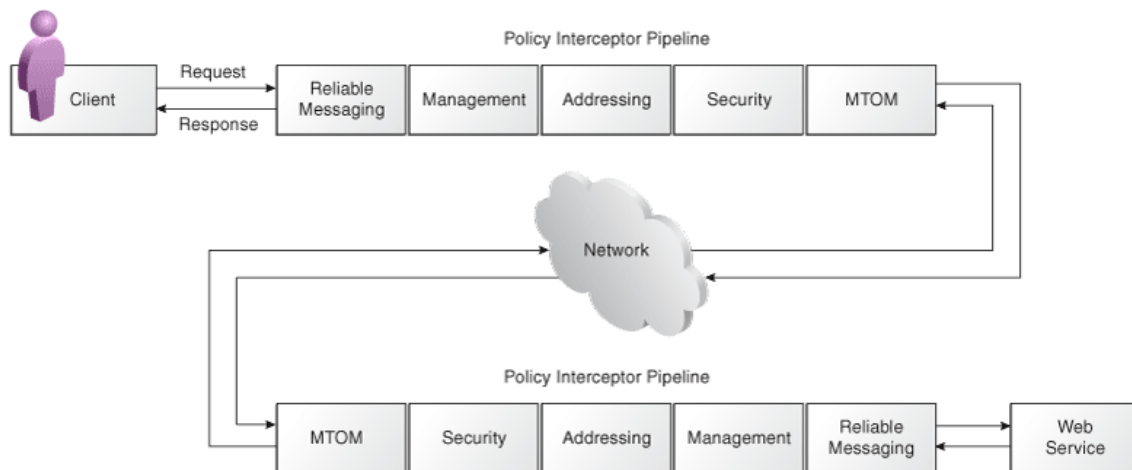 Policy Interceptor Pipeline
Client
Request
Response
Reliable
Messaging
Management
Addressing
Security
MTOM
Network
Policy Interceptor Pipeline
MTOM
Security
Addressing
Management
Reliable
Messaging
Web
Service